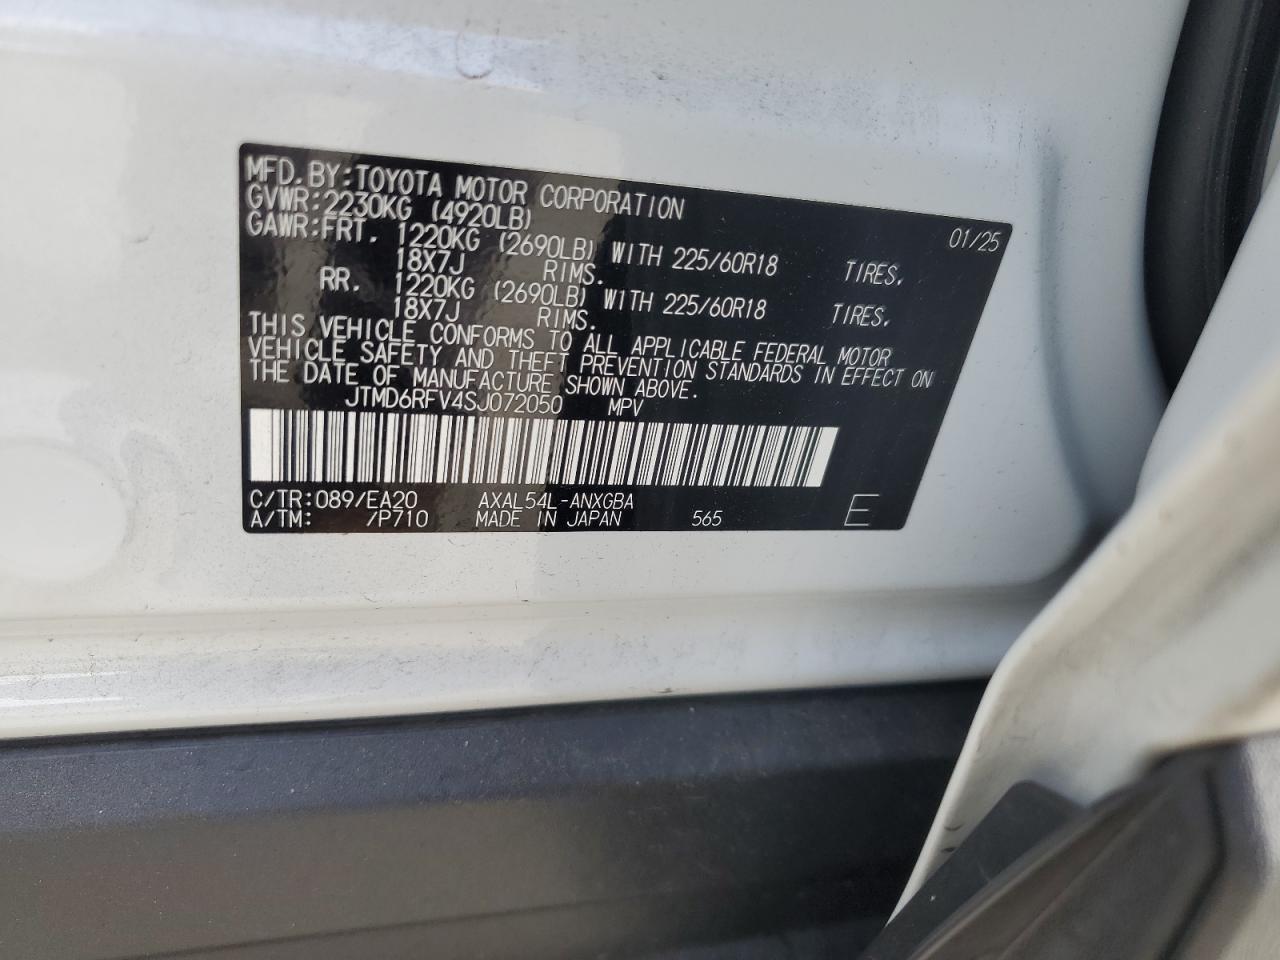 MFD. BY: TOYOTA MOTOR CORPORATION 01/25
GVWR: 2230KG (4920LB)
GAWR: FRT. 1220KG (2690LB) WITH 225/60R18 TIRES,
18X7J RIMS.
RR. 1220KG (2690LB) WITH 225/60R18 TIRES,
18X7J RIMS.
THIS VEHICLE CONFORMS TO ALL APPLICABLE FEDERAL MOTOR
VEHICLE SAFETY AND THEFT PREVENTION STANDARDS IN EFFECT ON
THE DATE OF MANUFACTURE SHOWN ABOVE.
JTMD6RFV4SJ072050 MPV
C/TR: 089/EA20 AXAL54L-ANXGBA
A/TM: /P710 MADE IN JAPAN 565 E